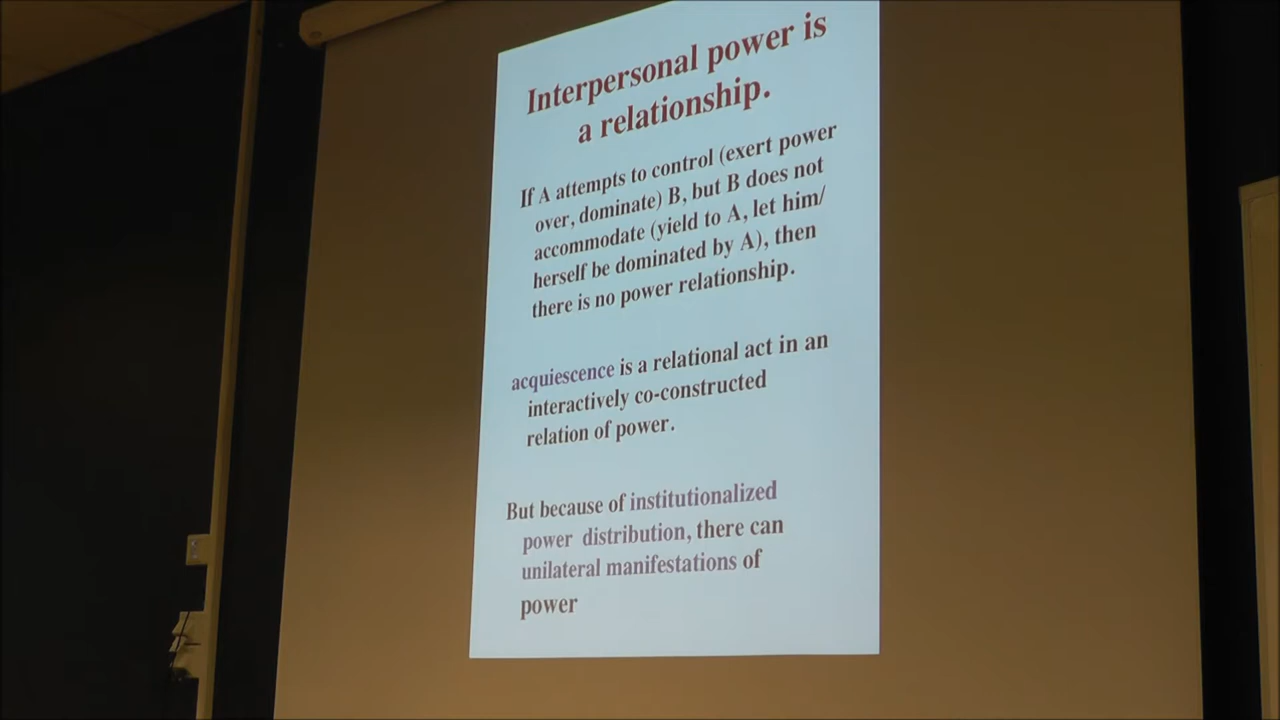 Interpersonal power is
a relationship.
If A attempts to control (exert power
over, dominate) B, but B does not
accommodate (yield to A, let him/
herself be dominated by A), then
there is no power relationship.
acquiescence is a relational act in an
interactively co-constructed
relation of power.
But because of institutionalized
power distribution, there can
unilateral manifestations of
power